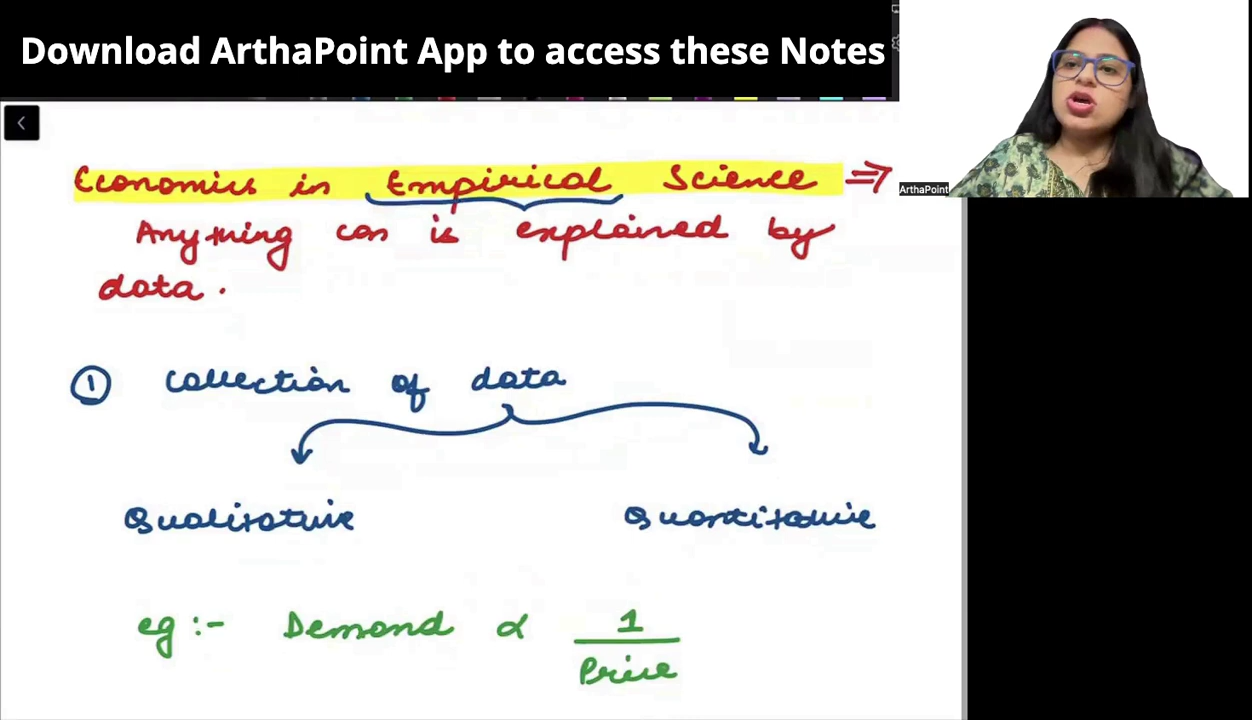 Download ArthaPoint App to access these Notes
ArthaPoint
Economics in Empirical Science ⇒
Anything can is explained by
data.
① Collection of data
Qualitative
Quantitative
eg :- Demand ∝ 1
Price